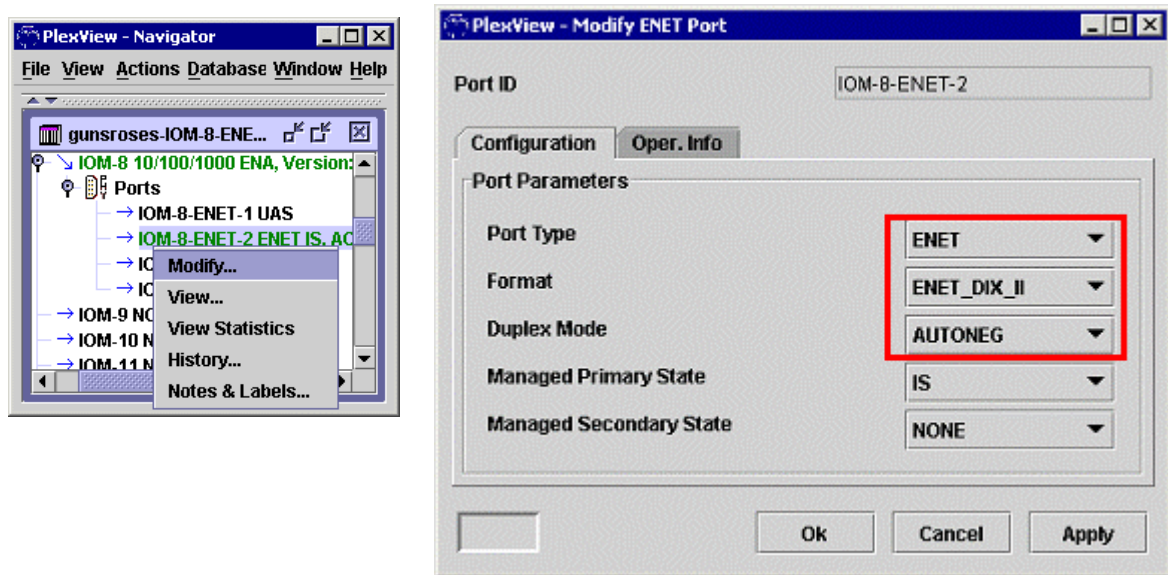 PlexView - Navigator
File View Actions Database Window Help
gunsroses-IOM-8-ENE...
IOM-8 10/100/1000 ENA, Version:
Ports
IOM-8-ENET-1 UAS
IOM-8-ENET-2 ENET IS, AC
IO
IO
IOM-9 NO
IOM-10 N
IOM-11 N
Modify...
View...
View Statistics
History...
Notes & Labels...
PlexView - Modify ENET Port
Port ID IOM-8-ENET-2
Configuration Oper. Info
Port Parameters
Port Type ENET
Format ENET_DIX_II
Duplex Mode AUTONEG
Managed Primary State IS
Managed Secondary State NONE
Ok Cancel Apply